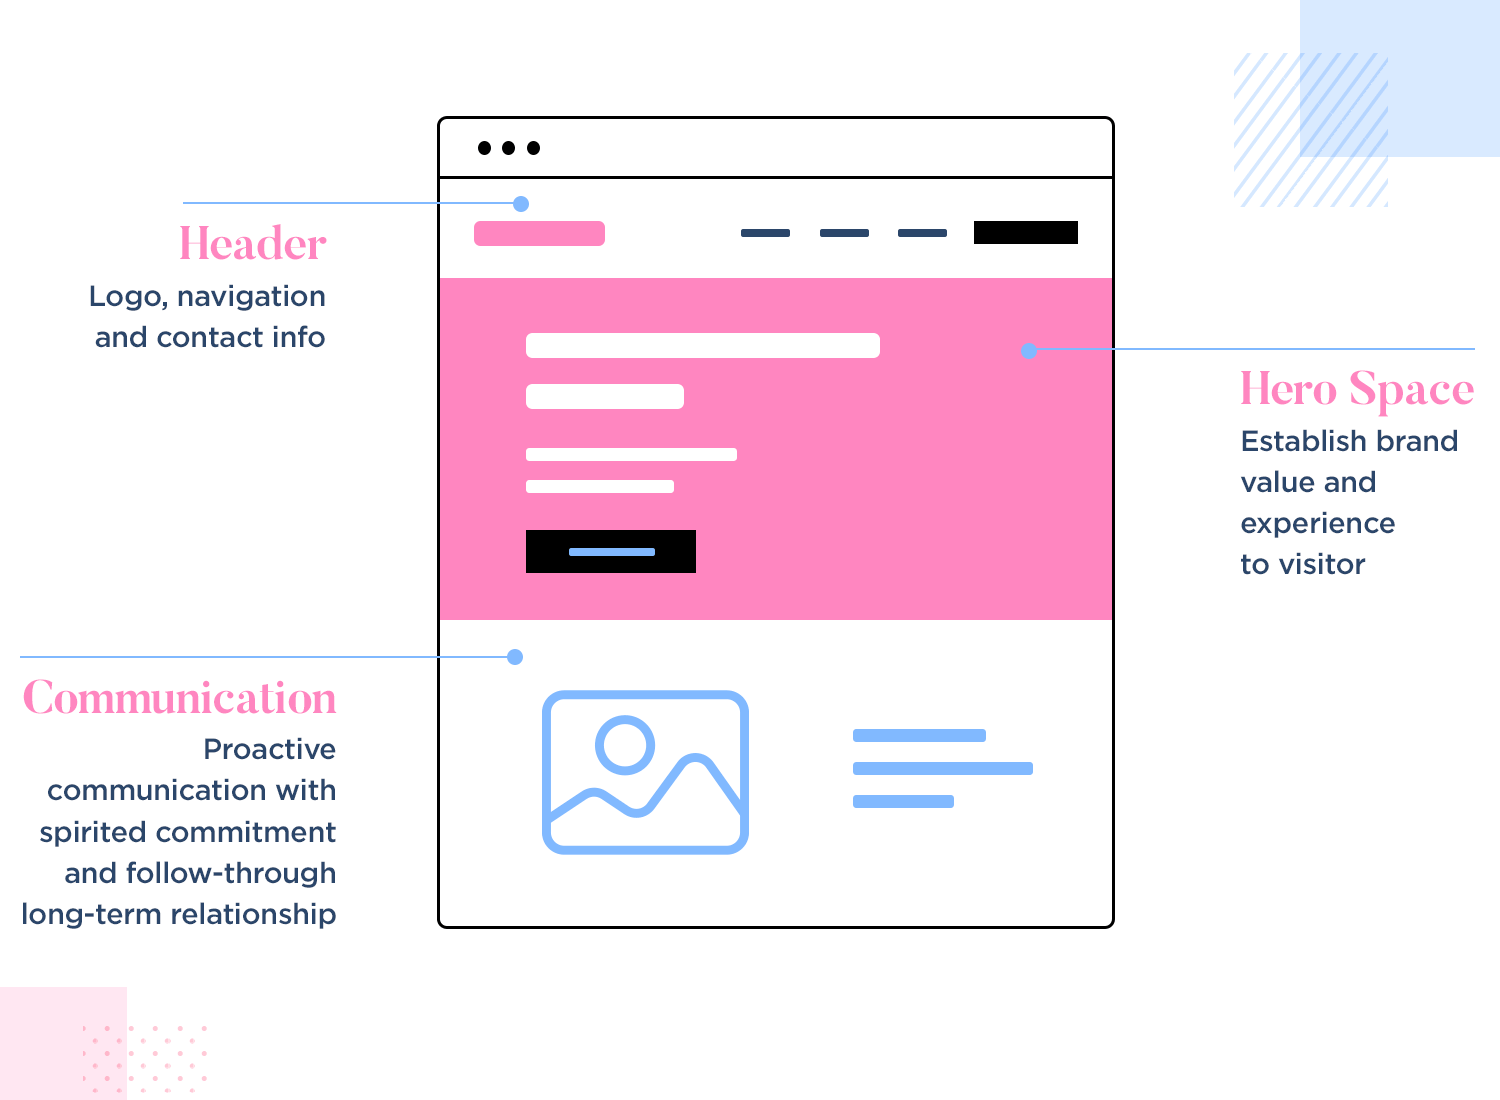 Header
Logo, navigation
and contact info
Hero Space
Establish brand
value and
experience
to visitor
Communication
Proactive
communication with
spirited commitment
and follow-through
long-term relationship